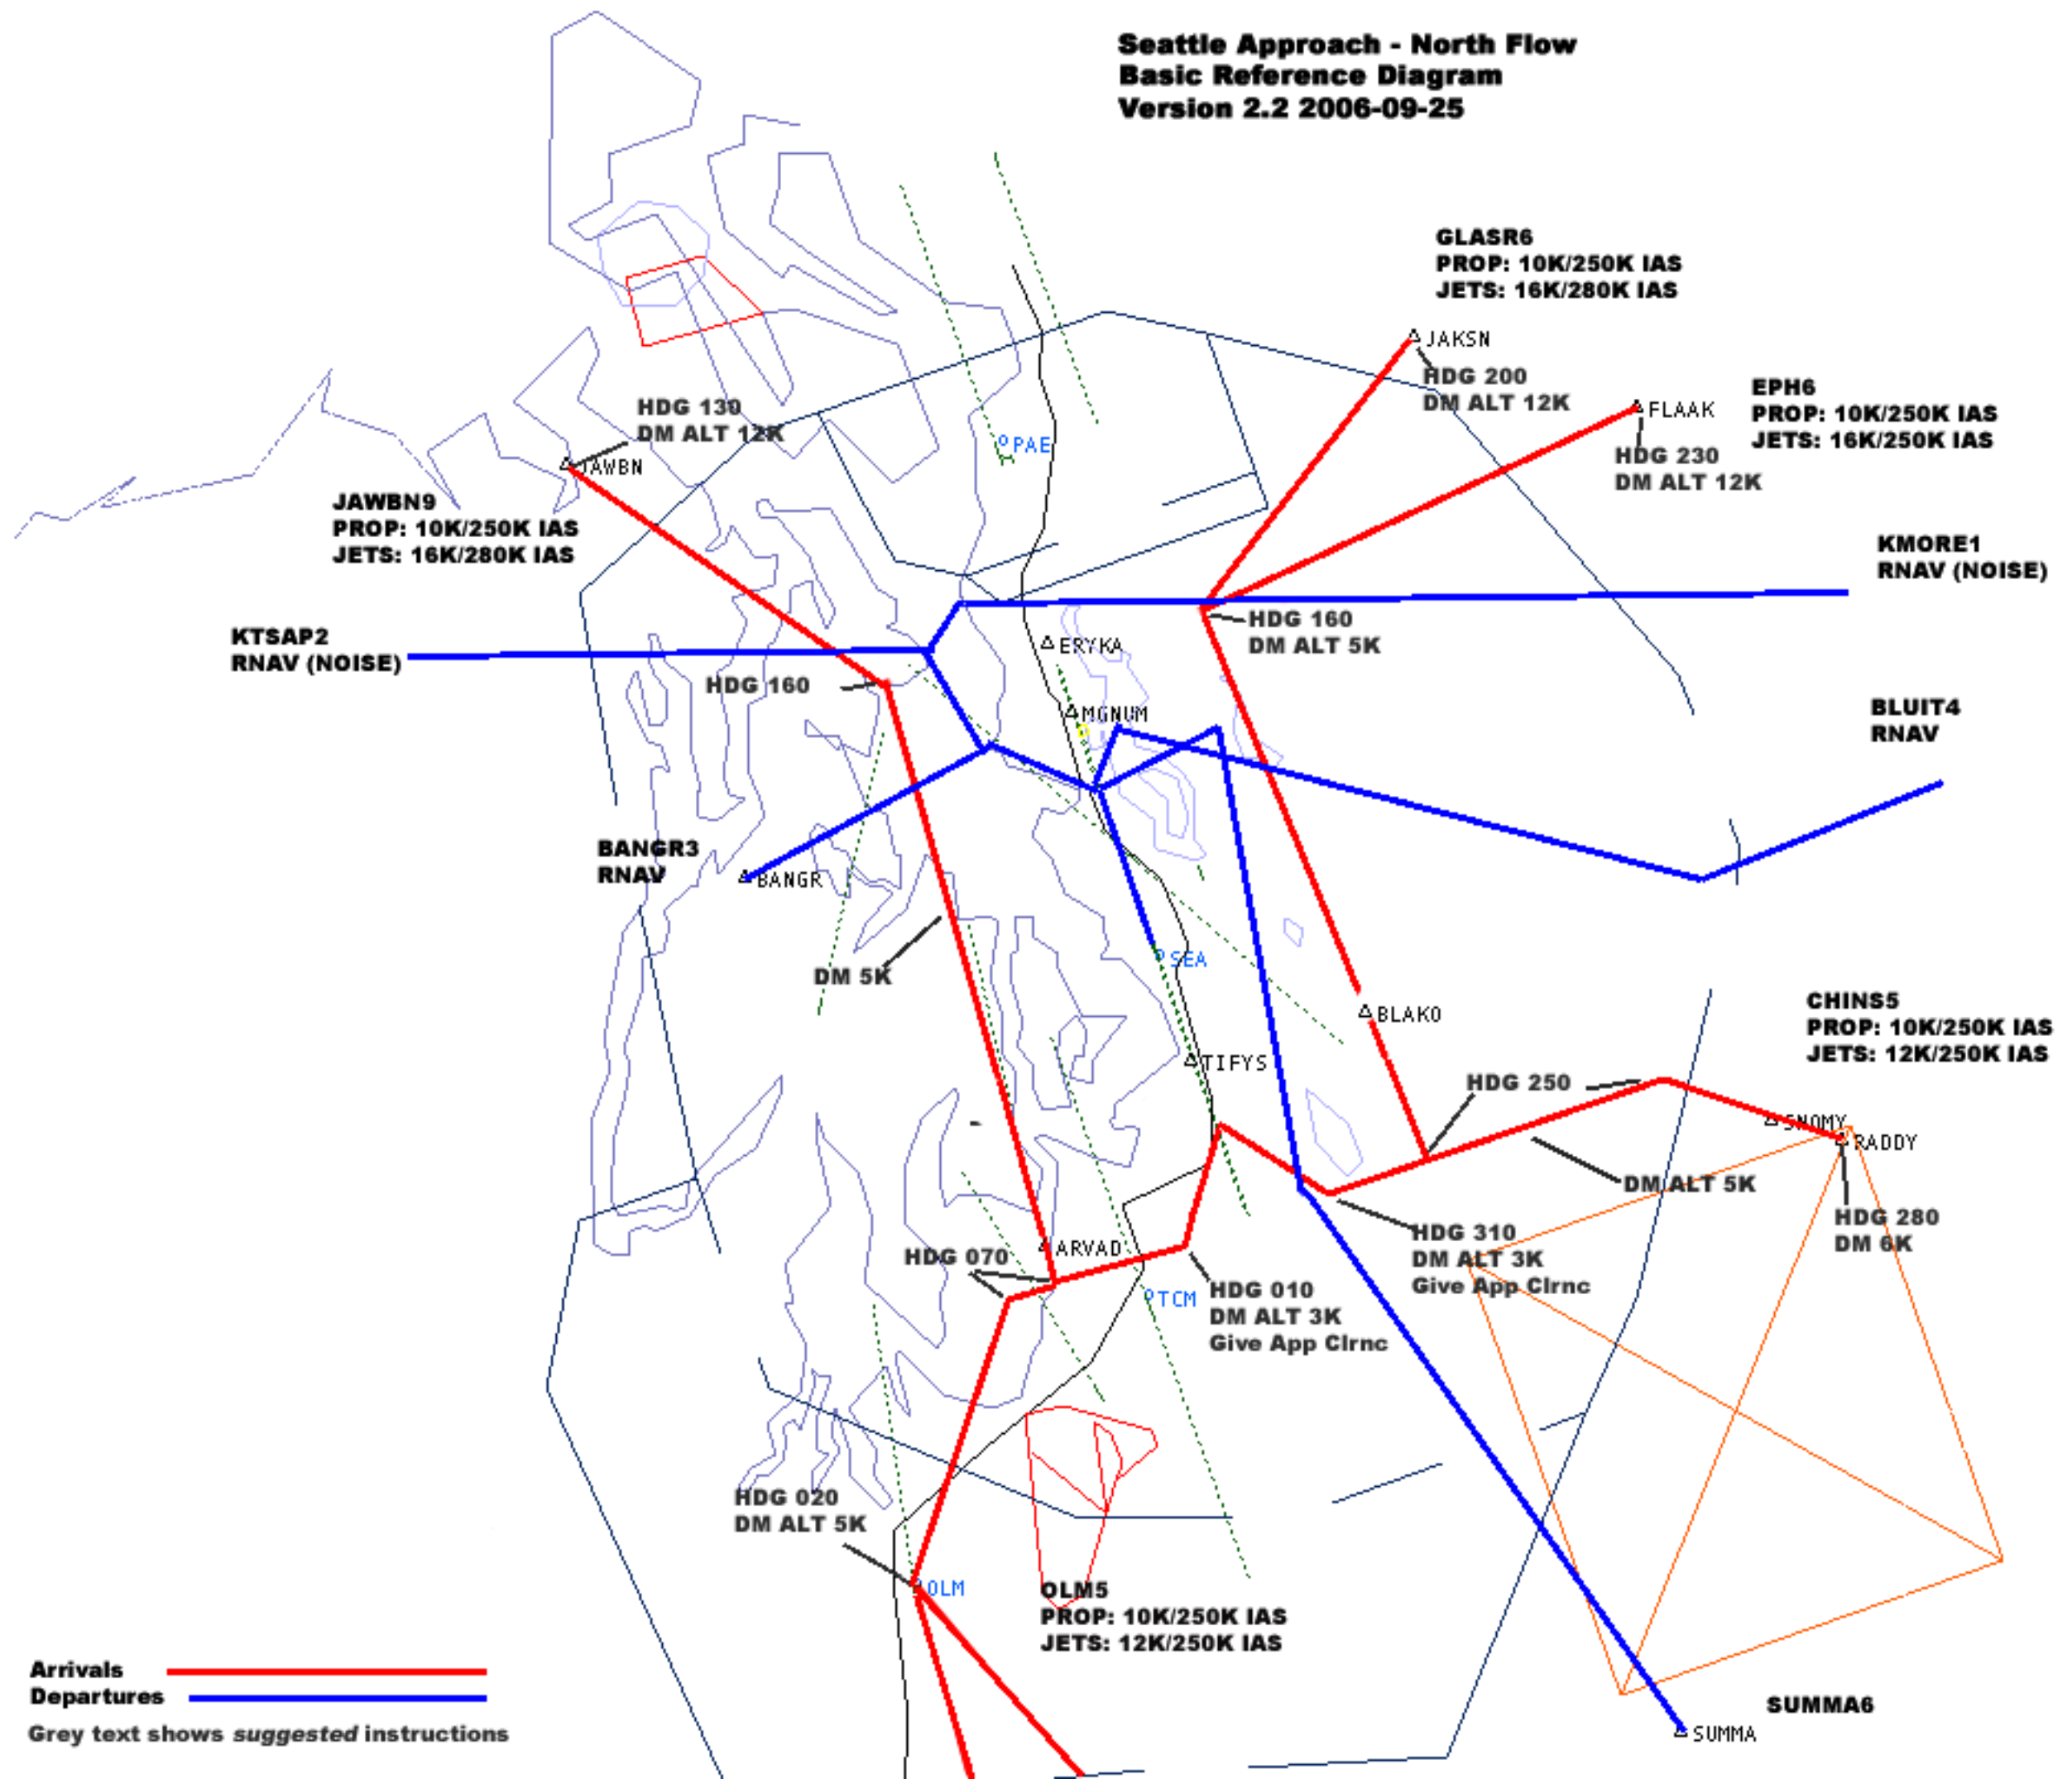 Seattle Approach - North Flow
Basic Reference Diagram
Version 2.2 2006-09-25
GLASR6
PROP: 10K/250K IAS
JETS: 16K/280K IAS
JAKSN
HDG 200
DM ALT 12K
EPH6
PROP: 10K/250K IAS
JETS: 16K/250K IAS
FLAAK
HDG 230
DM ALT 12K
HDG 130
DM ALT 12K
JAWBN
PAE
JAWBN9
PROP: 10K/250K IAS
JETS: 16K/280K IAS
KMORE1
RNAV (NOISE)
HDG 160
DM ALT 5K
KTSAP2
RNAV (NOISE)
ERYKA
HDG 160
MGNUM
BLUIT4
RNAV
BANGR3
RNAV
BANGR
DM 5K
SEA
BLAKO
CHINS5
PROP: 10K/250K IAS
JETS: 12K/250K IAS
TIFYS
HDG 250
SNOMY
RADDY
DM ALT 5K
HDG 280
DM 6K
HDG 310
DM ALT 3K
Give App Clrnc
HDG 070
ARVAD
TCM
HDG 010
DM ALT 3K
Give App Clrnc
HDG 020
DM ALT 5K
OLM
OLM5
PROP: 10K/250K IAS
JETS: 12K/250K IAS
Arrivals
Departures
Grey text shows suggested instructions
SUMMA6
SUMMA